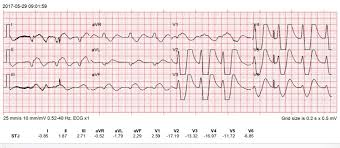 2017-05-29 09:01:59
I aVR V1 V4
II aVL V2
III aVF V3
25 mm/s 10 mm/mV 0.52-40 Hz, ECG x1 Grid size is 0.2 s x 0.5 mV
I II III aVR aVL aVF V1 V2 V3 V4 V5 V6
STJ -0.85 1.87 2.71 -0.52 -1.79 2.29 2.59 -17.19 -13.32 -16.97 -11.72 -6.85